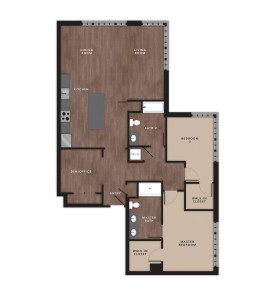 DINING
ROOM
LIVING
ROOM
KITCHEN
BATH 2
BEDROOM
2
W/D
DEN/OFFICE
ENTRY
WALK-IN
CLOSET
MASTER
BATH
MASTER
BEDROOM
WALK-IN
CLOSET